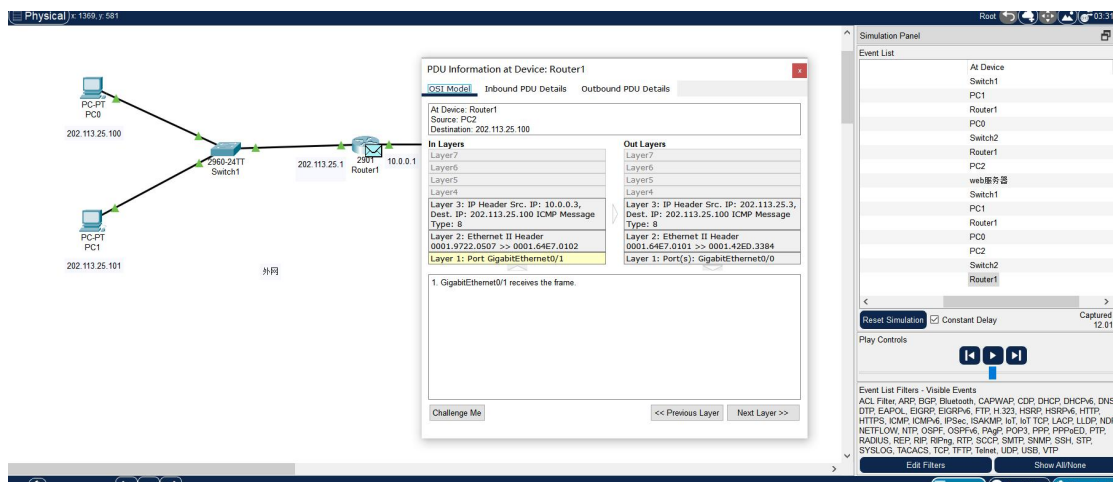 Physical x: 1369, y: 581
Root
03:31
PC-PT
PC0
202.113.25.100
2960-24TT
Switch1
202.113.25.1
2901
Router1
10.0.0.1
PC-PT
PC1
202.113.25.101
外网
PDU Information at Device: Router1
x
OSI Model Inbound PDU Details Outbound PDU Details
At Device: Router1
Source: PC2
Destination: 202.113.25.100
In Layers
Layer7
Layer6
Layer5
Layer4
Layer 3: IP Header Src. IP: 10.0.0.3,
Dest. IP: 202.113.25.100 ICMP Message
Type: 8
Layer 2: Ethernet II Header
0001.9722.0507 >> 0001.64E7.0102
Layer 1: Port GigabitEthernet0/1
Out Layers
Layer7
Layer6
Layer5
Layer4
Layer 3: IP Header Src. IP: 202.113.25.3,
Dest. IP: 202.113.25.100 ICMP Message
Type: 8
Layer 2: Ethernet II Header
0001.64E7.0101 >> 0001.42ED.3384
Layer 1: Port(s): GigabitEthernet0/0
1. GigabitEthernet0/1 receives the frame.
Challenge Me
<< Previous Layer
Next Layer >>
Simulation Panel
Event List
At Device
Switch1
PC1
Router1
PC0
Switch2
Router1
PC2
web服务器
Switch1
PC1
Router1
PC0
PC2
Switch2
Router1
Reset Simulation
Constant Delay
Captured
12.01
Play Controls
Event List Filters - Visible Events
ACL Filter, ARP, BGP, Bluetooth, CAPWAP, CDP, DHCP, DHCPv6, DNS
DTP, EAPOL, EIGRP, EIGRPv6, FTP, H.323, HSRP, HSRPv6, HTTP,
HTTPS, ICMP, ICMPv6, IPSec, ISAKMP, IoT, IoT TCP, LACP, LLDP, ND
NETFLOW, NTP, OSPF, OSPFv6, PAgP, POP3, PPP, PPPoED, PTP,
RADIUS, REP, RIP, RIPng, RTP, SCCP, SMTP, SNMP, SSH, STP,
SYSLOG, TACACS, TCP, TFTP, Telnet, UDP, USB, VTP
Edit Filters
Show All/None